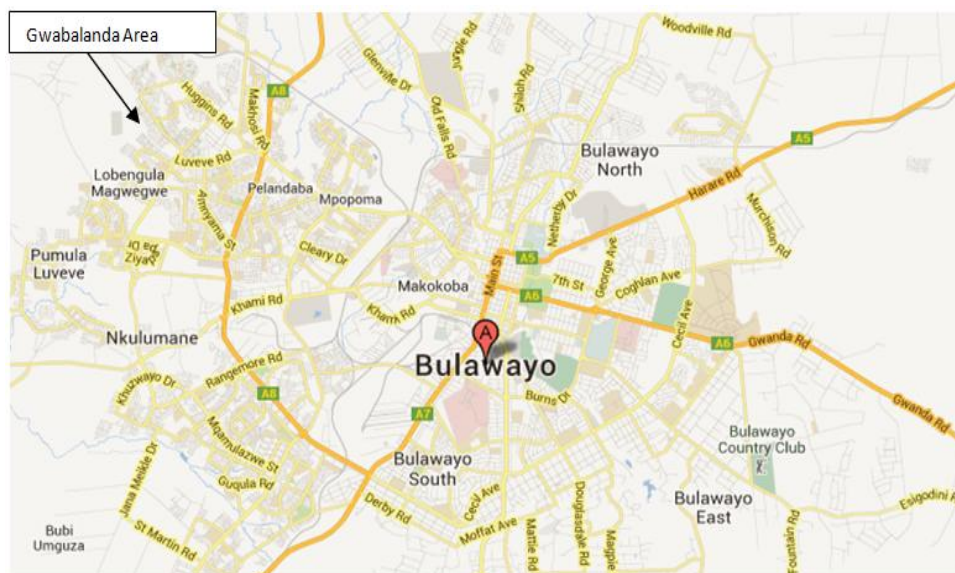 Gwabalanda Area
Woodville Rd
Glenville Dr
Old Falls Rd
Shiloh Rd
A8
Huggins Rd
Makhosi Rd
A5
Bulawayo
North
Luveve Rd
Lobengula
Magwegwe
Pelandaba
Mpopoma
Harare Rd
Netherby Dr
Murchison Rd
Amnyama St
Cleary Dr
Pumula
Luveve
Main St
A5
George Ave
7th St
Coghlan Ave
Makokoba
A6
Khami Rd
Khami Rd
Cecil Ave
Nkulumane
A
A6
Gwanda Rd
Bulawayo
Rangemore Rd
Khuzwayo Dr
A8
Burns Dr
A7
Gwanda Rd
Mqamulazwe St
Bulawayo
Country Club
Bulawayo
South
Guqula Rd
Jana Meikle Dr
Cecil Ave
Derby Rd
Douglasdale Rd
Bulawayo
East
Esigodini Rd
Moffat Ave
Bubi
Umguza
St Martin Rd
Mattie Rd
Magpie
Fountain Rd